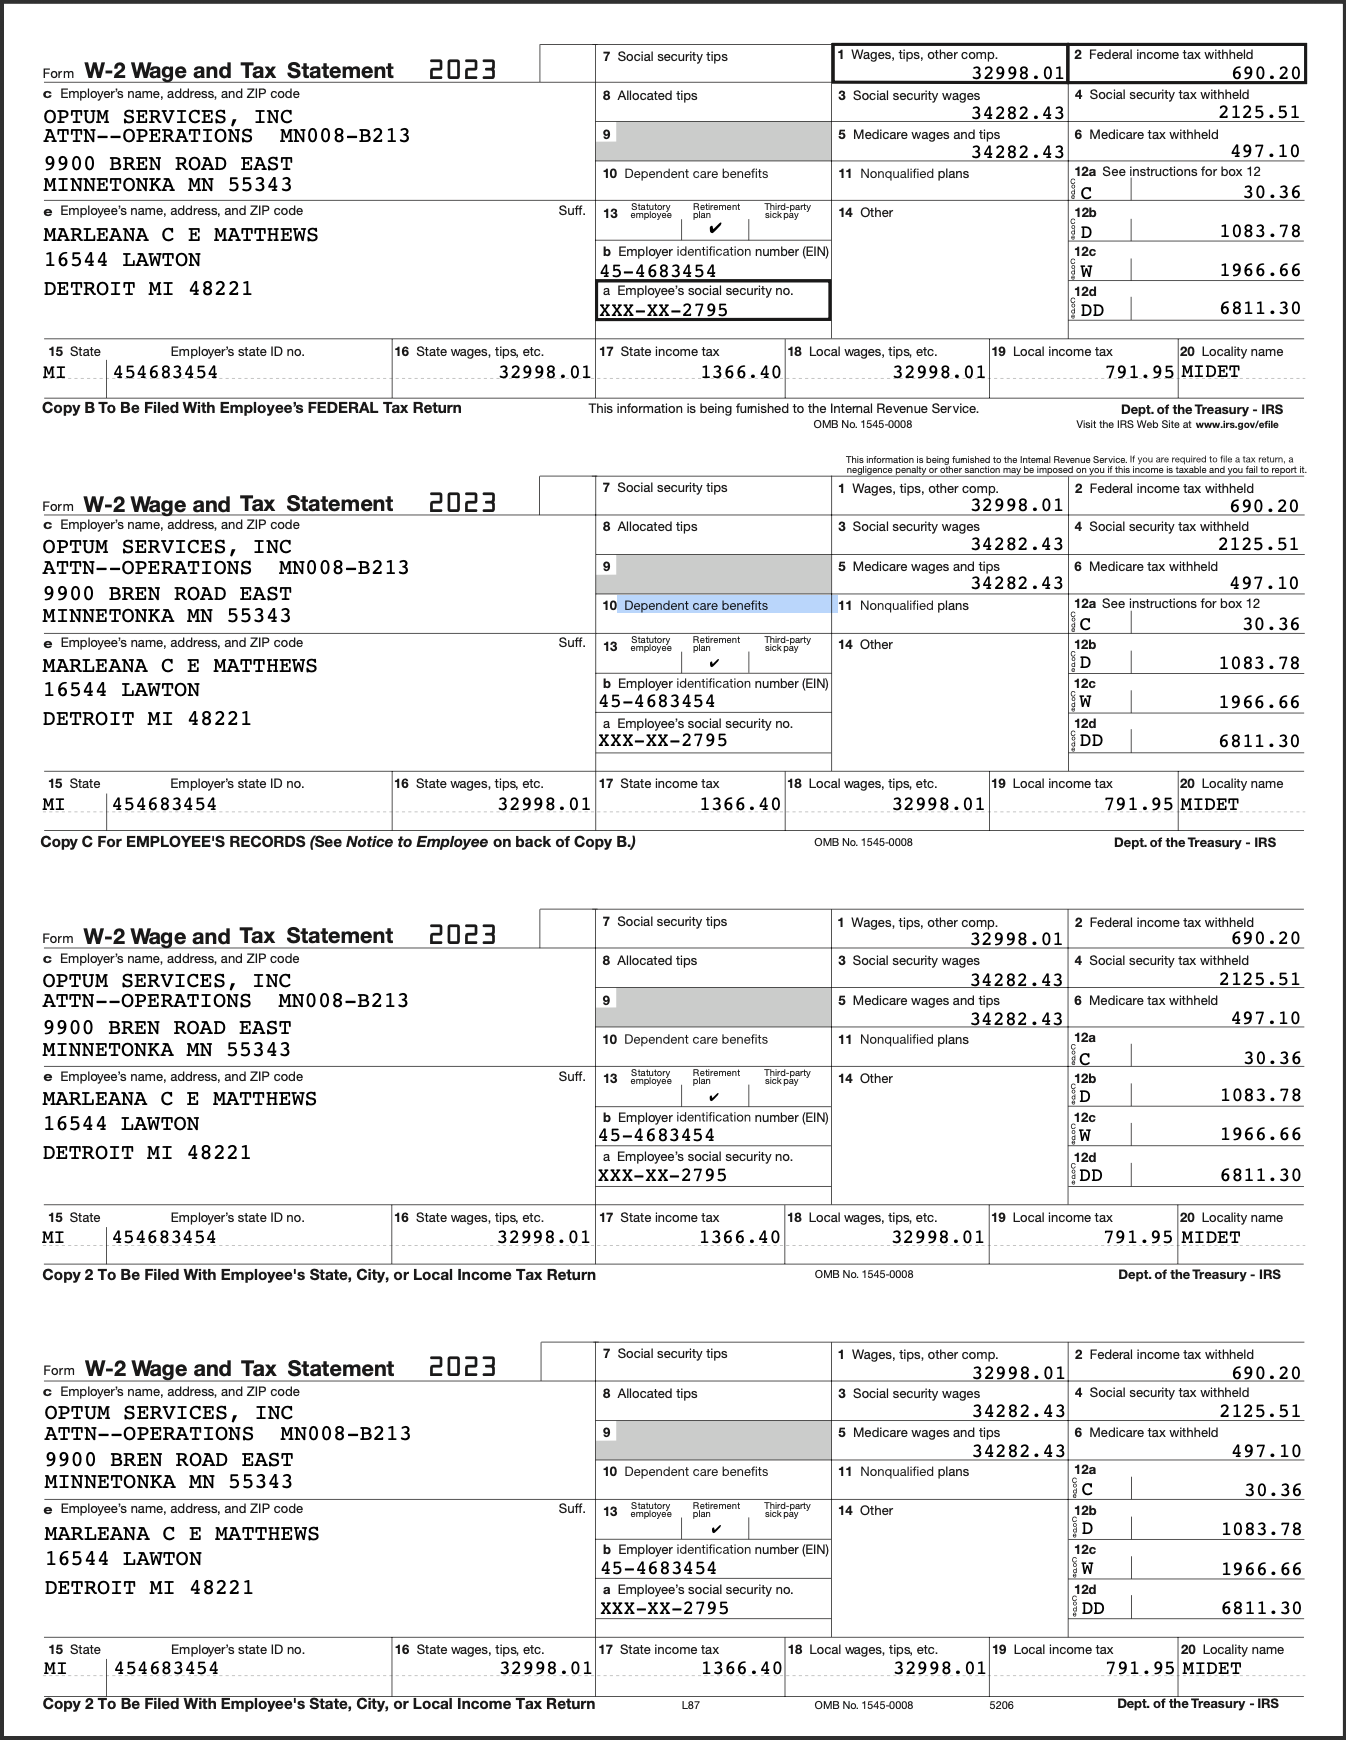 7 Social security tips
1 Wages, tips, other comp.
2 Federal income tax withheld
Form W-2 Wage and Tax Statement 2023
32998.01
690.20
c Employer's name, address, and ZIP code
8 Allocated tips
3 Social security wages
4 Social security tax withheld
OPTUM SERVICES, INC
34282.43
2125.51
ATTN--OPERATIONS MN008-B213
9
5 Medicare wages and tips
6 Medicare tax withheld
34282.43
497.10
9900 BREN ROAD EAST
10 Dependent care benefits
11 Nonqualified plans
12a See instructions for box 12
MINNETONKA MN 55343
Code C 30.36
e Employee's name, address, and ZIP code Suff.
13 Statutory employee Retirement plan Third-party sick pay
✔
14 Other
12b
Code D 1083.78
MARLEANA C E MATTHEWS
b Employer identification number (EIN)
12c
16544 LAWTON
45-4683454
Code W 1966.66
DETROIT MI 48221
a Employee's social security no.
12d
XXX-XX-2795
Code DD 6811.30
15 State Employer's state ID no.
16 State wages, tips, etc.
17 State income tax
18 Local wages, tips, etc.
19 Local income tax
20 Locality name
MI 454683454 32998.01 1366.40 32998.01 791.95 MIDET
Copy B To Be Filed With Employee's FEDERAL Tax Return
This information is being furnished to the Internal Revenue Service.
Dept. of the Treasury - IRS
OMB No. 1545-0008
Visit the IRS Web Site at www.irs.gov/efile
This information is being furnished to the Internal Revenue Service. If you are required to file a tax return, a
negligence penalty or other sanction may be imposed on you if this income is taxable and you fail to report it.
7 Social security tips
1 Wages, tips, other comp.
2 Federal income tax withheld
Form W-2 Wage and Tax Statement 2023
32998.01
690.20
c Employer's name, address, and ZIP code
8 Allocated tips
3 Social security wages
4 Social security tax withheld
OPTUM SERVICES, INC
34282.43
2125.51
ATTN--OPERATIONS MN008-B213
9
5 Medicare wages and tips
6 Medicare tax withheld
34282.43
497.10
9900 BREN ROAD EAST
10 Dependent care benefits
11 Nonqualified plans
12a See instructions for box 12
MINNETONKA MN 55343
Code C 30.36
e Employee's name, address, and ZIP code Suff.
13 Statutory employee Retirement plan Third-party sick pay
✔
14 Other
12b
Code D 1083.78
MARLEANA C E MATTHEWS
b Employer identification number (EIN)
12c
16544 LAWTON
45-4683454
Code W 1966.66
DETROIT MI 48221
a Employee's social security no.
12d
XXX-XX-2795
Code DD 6811.30
15 State Employer's state ID no.
16 State wages, tips, etc.
17 State income tax
18 Local wages, tips, etc.
19 Local income tax
20 Locality name
MI 454683454 32998.01 1366.40 32998.01 791.95 MIDET
Copy C For EMPLOYEE'S RECORDS (See Notice to Employee on back of Copy B.)
OMB No. 1545-0008
Dept. of the Treasury - IRS
7 Social security tips
1 Wages, tips, other comp.
2 Federal income tax withheld
Form W-2 Wage and Tax Statement 2023
32998.01
690.20
c Employer's name, address, and ZIP code
8 Allocated tips
3 Social security wages
4 Social security tax withheld
OPTUM SERVICES, INC
34282.43
2125.51
ATTN--OPERATIONS MN008-B213
9
5 Medicare wages and tips
6 Medicare tax withheld
34282.43
497.10
9900 BREN ROAD EAST
10 Dependent care benefits
11 Nonqualified plans
12a
MINNETONKA MN 55343
Code C 30.36
e Employee's name, address, and ZIP code Suff.
13 Statutory employee Retirement plan Third-party sick pay
✔
14 Other
12b
Code D 1083.78
MARLEANA C E MATTHEWS
b Employer identification number (EIN)
12c
16544 LAWTON
45-4683454
Code W 1966.66
DETROIT MI 48221
a Employee's social security no.
12d
XXX-XX-2795
Code DD 6811.30
15 State Employer's state ID no.
16 State wages, tips, etc.
17 State income tax
18 Local wages, tips, etc.
19 Local income tax
20 Locality name
MI 454683454 32998.01 1366.40 32998.01 791.95 MIDET
Copy 2 To Be Filed With Employee's State, City, or Local Income Tax Return
OMB No. 1545-0008
Dept. of the Treasury - IRS
7 Social security tips
1 Wages, tips, other comp.
2 Federal income tax withheld
Form W-2 Wage and Tax Statement 2023
32998.01
690.20
c Employer's name, address, and ZIP code
8 Allocated tips
3 Social security wages
4 Social security tax withheld
OPTUM SERVICES, INC
34282.43
2125.51
ATTN--OPERATIONS MN008-B213
9
5 Medicare wages and tips
6 Medicare tax withheld
34282.43
497.10
9900 BREN ROAD EAST
10 Dependent care benefits
11 Nonqualified plans
12a
MINNETONKA MN 55343
Code C 30.36
e Employee's name, address, and ZIP code Suff.
13 Statutory employee Retirement plan Third-party sick pay
✔
14 Other
12b
Code D 1083.78
MARLEANA C E MATTHEWS
b Employer identification number (EIN)
12c
16544 LAWTON
45-4683454
Code W 1966.66
DETROIT MI 48221
a Employee's social security no.
12d
XXX-XX-2795
Code DD 6811.30
15 State Employer's state ID no.
16 State wages, tips, etc.
17 State income tax
18 Local wages, tips, etc.
19 Local income tax
20 Locality name
MI 454683454 32998.01 1366.40 32998.01 791.95 MIDET
Copy 2 To Be Filed With Employee's State, City, or Local Income Tax Return
L87
OMB No. 1545-0008
5206
Dept. of the Treasury - IRS